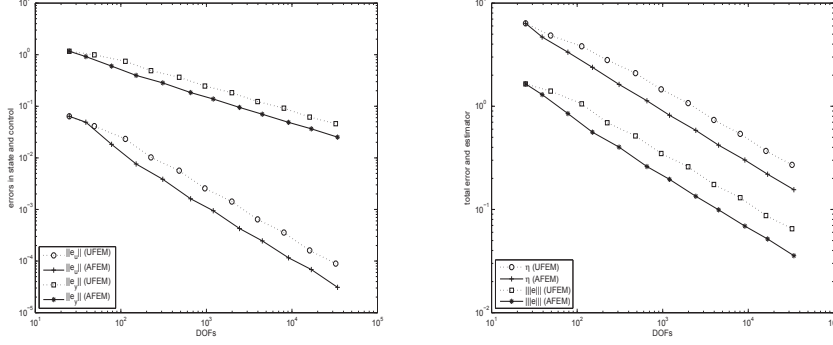 10^1
10^0
10^-1
10^-2
10^-3
10^-4
10^-5
errors in state and control
||e_u|| (UFEM)
||e_u|| (AFEM)
||e_y|| (UFEM)
||e_y|| (AFEM)
10^1
10^2
10^3
10^4
10^5
DOFs
10^1
10^0
10^-1
10^-2
total error and estimator
η (UFEM)
η (AFEM)
|||e||| (UFEM)
|||e||| (AFEM)
10^1
10^2
10^3
10^4
DOFs